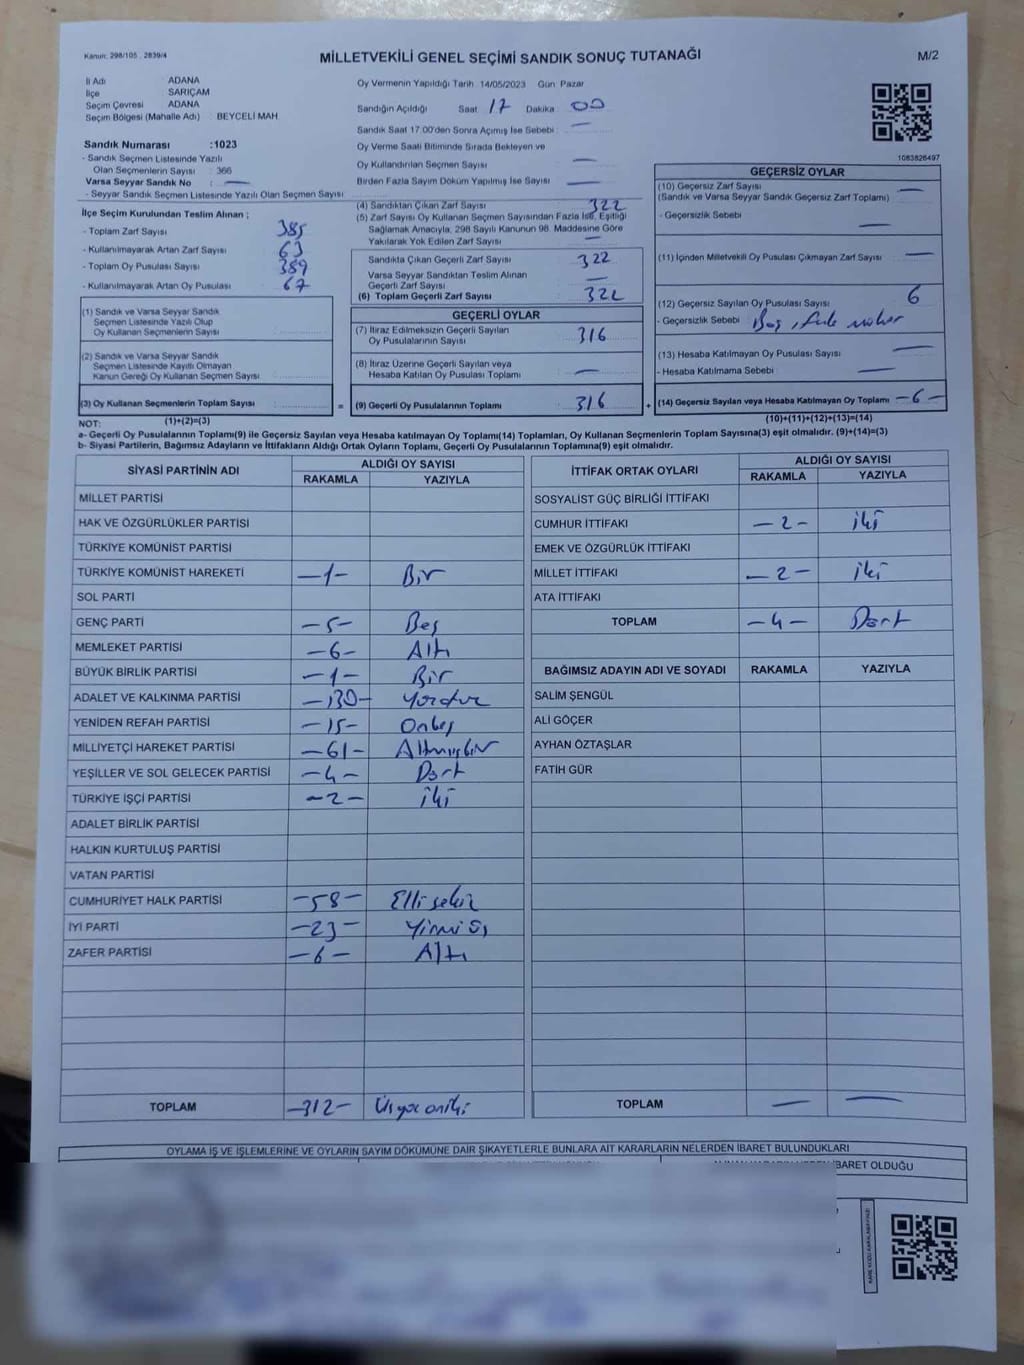 Kanun: 298/105 , 2839/4
MİLLETVEKİLİ GENEL SEÇİMİ SANDIK SONUÇ TUTANAĞI
M/2
İl Adı ADANA
İlçe SARIÇAM
Seçim Çevresi ADANA
Seçim Bölgesi (Mahalle Adı) : BEYCELİ MAH
Sandık Numarası :1023
- Sandık Seçmen Listesinde Yazılı
Olan Seçmenlerin Sayısı : 366
Varsa Seyyar Sandık No —
- Seyyar Sandık Seçmen Listesinde Yazılı Olan Seçmen Sayısı
Oy Vermenin Yapıldığı Tarih 14/05/2023 Gün Pazar
Sandığın Açıldığı Saat 17 Dakika 00
Sandık Saat 17.00'den Sonra Açımış İse Sebebi : —
Oy Verme Saati Bitiminde Sırada Bekleyen ve
Oy Kullandırılan Seçmen Sayısı —
Birden Fazla Sayım Döküm Yapılmış İse Sayısı —
1083826497
İlçe Seçim Kurulundan Teslim Alınan ;
- Toplam Zarf Sayısı 385
- Kullanılmayarak Artan Zarf Sayısı 63
- Toplam Oy Pusulası Sayısı 389
- Kullanılmayarak Artan Oy Pusulası 67
(1) Sandık ve Varsa Seyyar Sandık
Seçmen Listesinde Yazılı Olup
Oy Kullanan Seçmenlerin Sayısı
(2) Sandık ve Varsa Seyyar Sandık
Seçmen Listesinde Kayıtlı Olmayan
Kanun Gereği Oy Kullanan Seçmen Sayısı
(3) Oy Kullanan Seçmenlerin Toplam Sayısı
(4) Sandıktan Çıkan Zarf Sayısı 322
(5) Zarf Sayısı Oy Kullanan Seçmen Sayısından Fazla İse, Eşitliği
Sağlamak Amacıyla, 298 Sayılı Kanunun 98. Maddesine Göre
Yakılarak Yok Edilen Zarf Sayısı —
Sandıkta Çıkan Geçerli Zarf Sayısı 322
Varsa Seyyar Sandıktan Teslim Alınan
Geçerli Zarf Sayısı —
(6) Toplam Geçerli Zarf Sayısı 322
GEÇERLİ OYLAR
(7) İtiraz Edilmeksizin Geçerli Sayılan
Oy Pusulalarının Sayısı 316
(8) İtiraz Üzerine Geçerli Sayılan veya
Hesaba Katılan Oy Pusulası Toplamı —
= (9) Geçerli Oy Pusulalarının Toplamı 316 +
GEÇERSİZ OYLAR
(10) Geçersiz Zarf Sayısı —
(Sandık ve Varsa Seyyar Sandık Geçersiz Zarf Toplamı)
- Geçersizlik Sebebi —
(11) İçinden Milletvekili Oy Pusulası Çıkmayan Zarf Sayısı —
(12) Geçersiz Sayılan Oy Pusulası Sayısı 6
- Geçersizlik Sebebi Boş,
(13) Hesaba Katılmayan Oy Pusulası Sayısı —
- Hesaba Katılmama Sebebi —
(14) Geçersiz Sayılan veya Hesaba Katılmayan Oy Toplamı -6-
NOT: (1)+(2)=(3) (10)+(11)+(12)+(13)=(14)
a- Geçerli Oy Pusulalarının Toplamı(9) ile Geçersiz Sayılan veya Hesaba katılmayan Oy Toplamı(14) Toplamları, Oy Kullanan Seçmenlerin Toplam Sayısına(3) eşit olmalıdır. (9)+(14)=(3)
b- Siyasi Partilerin, Bağımsız Adayların ve İttifakların Aldığı Ortak Oyların Toplamı, Geçerli Oy Pusulalarının Toplamına(9) eşit olmalıdır.
SİYASİ PARTİNİN ADI ALDIĞI OY SAYISI
RAKAMLA YAZIYLA
MİLLET PARTİSİ
HAK VE ÖZGÜRLÜKLER PARTİSİ
TÜRKİYE KOMÜNİST PARTİSİ
TÜRKİYE KOMÜNİST HAREKETİ -1- Bir
SOL PARTİ
GENÇ PARTİ -5- Beş
MEMLEKET PARTİSİ -6- Altı
BÜYÜK BİRLİK PARTİSİ -1- Bir
ADALET VE KALKINMA PARTİSİ -130-
YENİDEN REFAH PARTİSİ -15- Onbeş
MİLLİYETÇİ HAREKET PARTİSİ -61- Altmışbir
YEŞİLLER VE SOL GELECEK PARTİSİ -4- Dört
TÜRKİYE İŞÇİ PARTİSİ -2- iki
ADALET BİRLİK PARTİSİ
HALKIN KURTULUŞ PARTİSİ
VATAN PARTİSİ
CUMHURİYET HALK PARTİSİ -58- Elli sekiz
İYİ PARTİ -23- Yirmi üç
ZAFER PARTİSİ -6- Altı
TOPLAM -312- Üçyüz oniki
İTTİFAK ORTAK OYLARI ALDIĞI OY SAYISI
RAKAMLA YAZIYLA
SOSYALİST GÜÇ BİRLİĞİ İTTİFAKI
CUMHUR İTTİFAKI -2- iki
EMEK VE ÖZGÜRLÜK İTTİFAKI
MİLLET İTTİFAKI -2- iki
ATA İTTİFAKI
TOPLAM -4- Dört
BAĞIMSIZ ADAYIN ADI VE SOYADI RAKAMLA YAZIYLA
SALİM ŞENGÜL
ALİ GÖÇER
AYHAN ÖZTAŞLAR
FATİH GÜR
TOPLAM — —
OYLAMA İŞ VE İŞLEMLERİNE VE OYLARIN SAYIM DÖKÜMÜNE DAİR ŞİKAYETLERLE BUNLARA AİT KARARLARIN NELERDEN İBARET BULUNDUKLARI
İBARET OLDUĞU